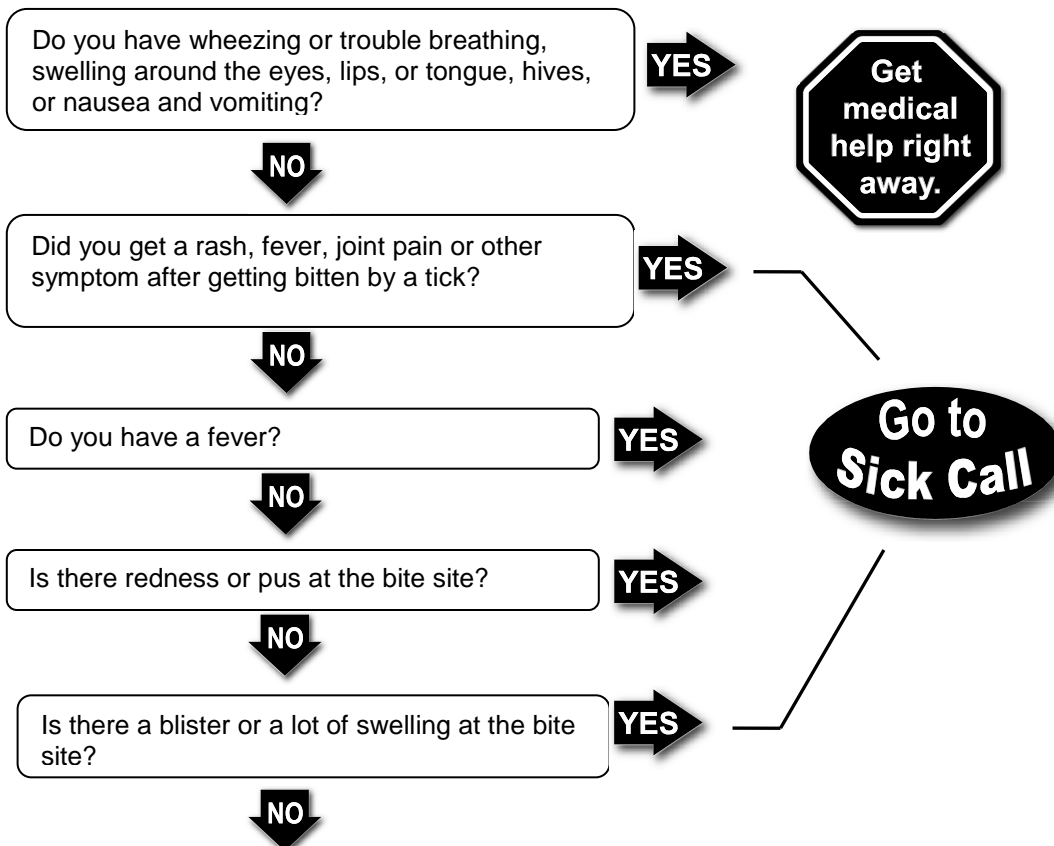 Do you have wheezing or trouble breathing,
swelling around the eyes, lips, or tongue, hives,
or nausea and vomiting?
YES
Get
medical
help right
away.
NO
Did you get a rash, fever, joint pain or other
symptom after getting bitten by a tick?
YES
NO
Do you have a fever?
YES
Go to
Sick Call
NO
Is there redness or pus at the bite site?
YES
NO
Is there a blister or a lot of swelling at the bite
site?
YES
NO